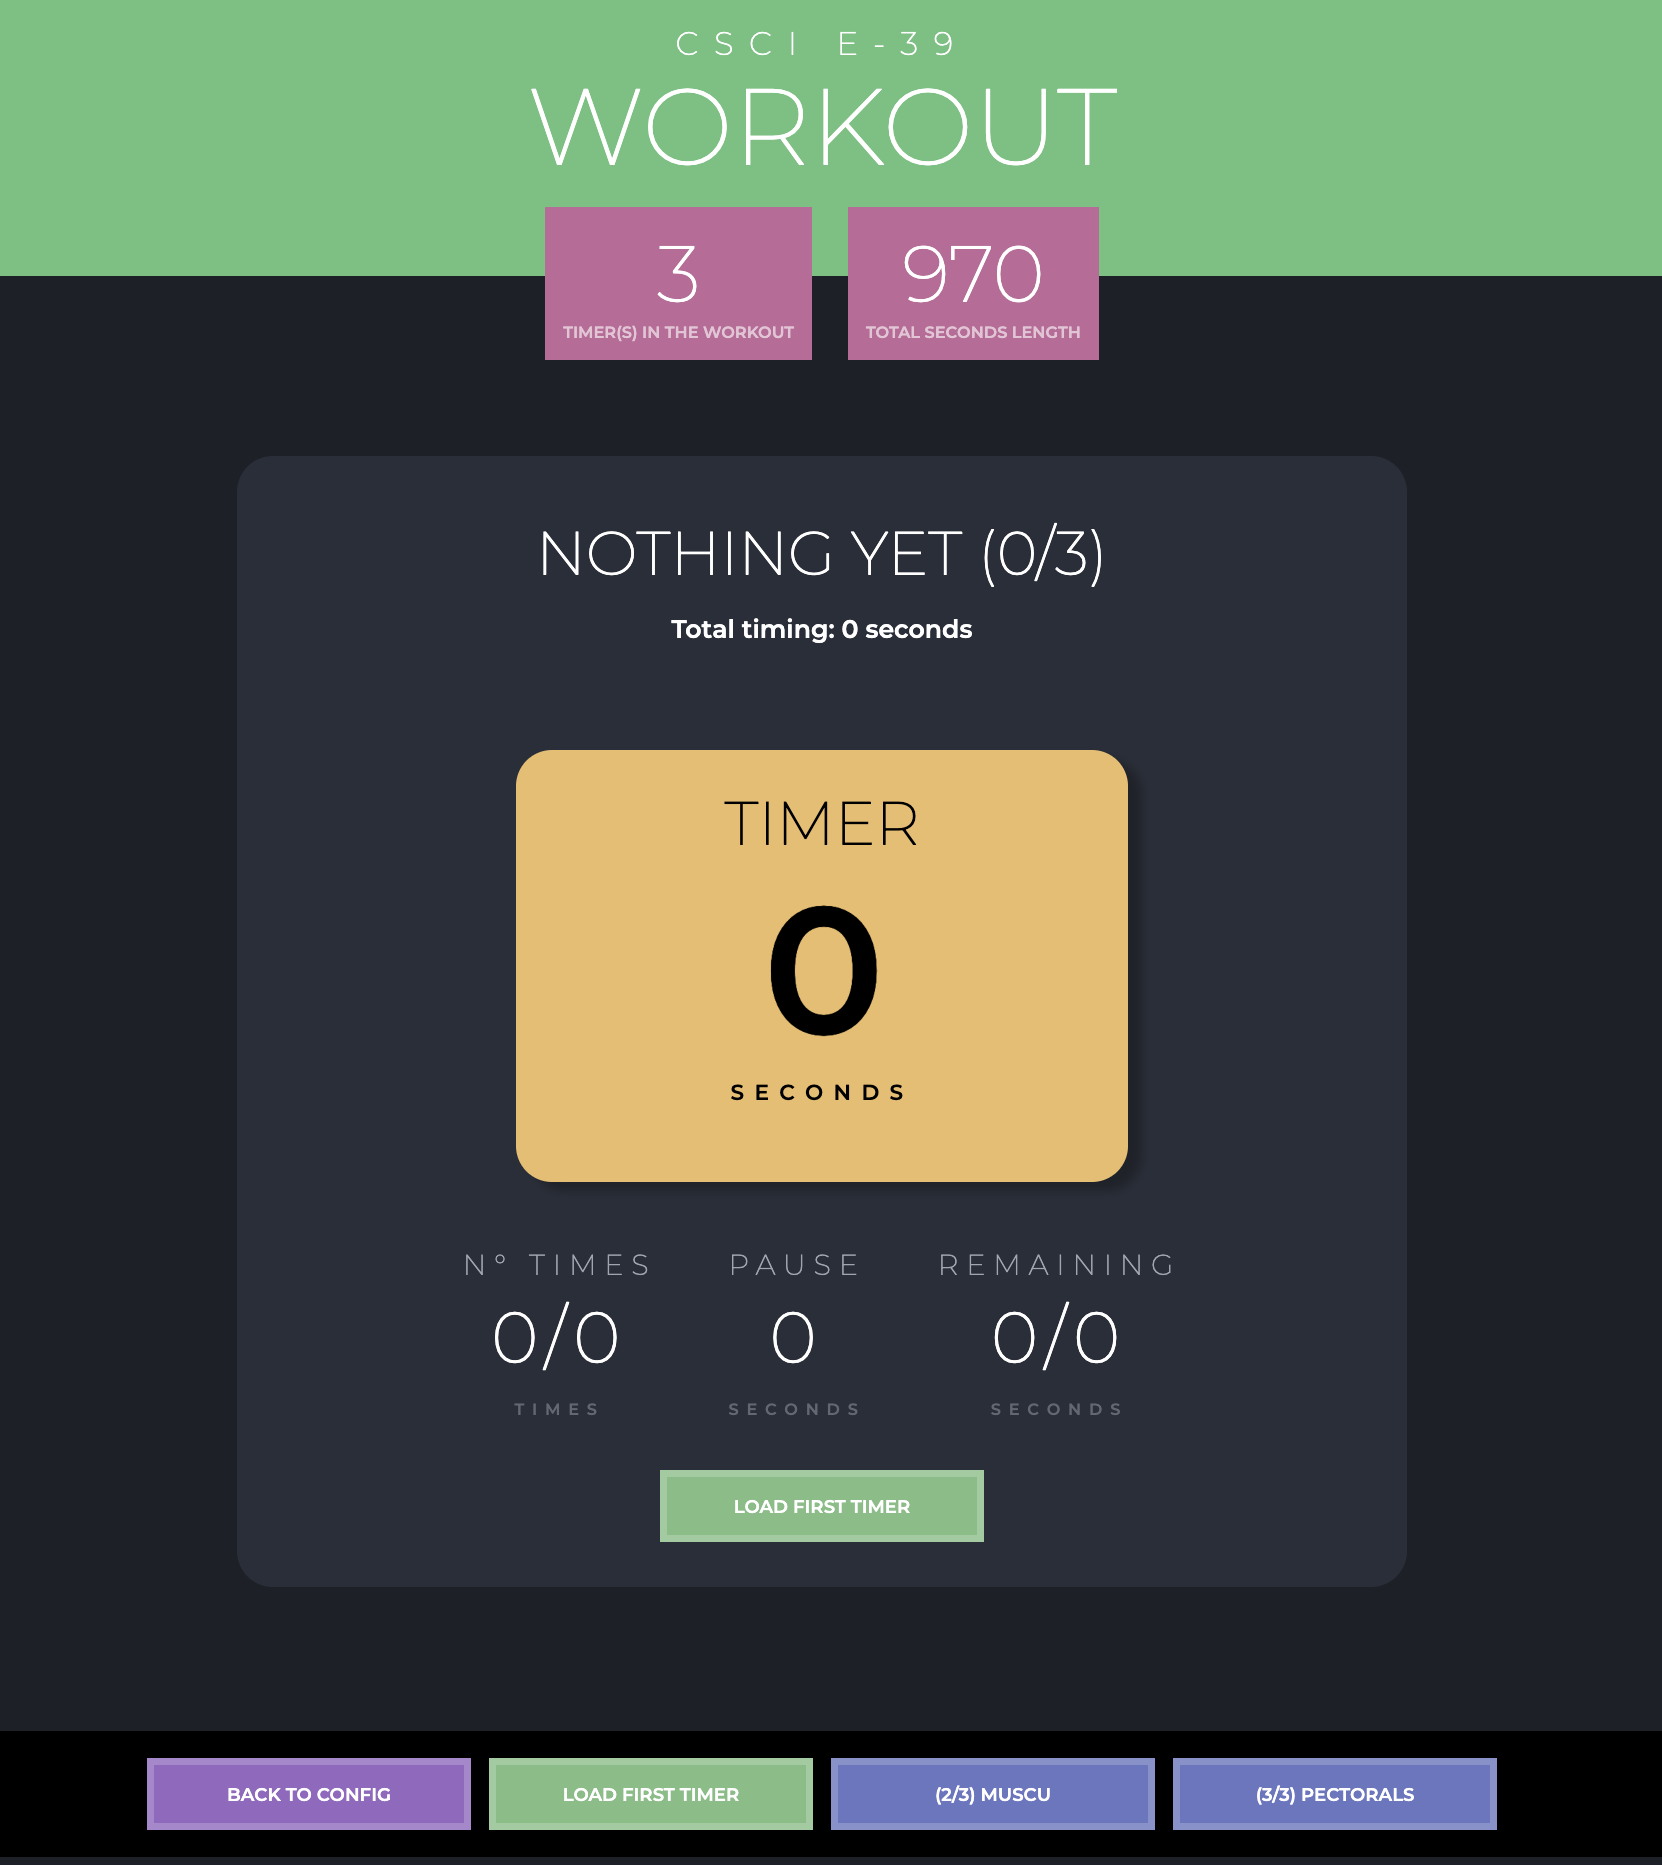 CSCI E-39
WORKOUT
3
TIMER(S) IN THE WORKOUT
970
TOTAL SECONDS LENGTH
NOTHING YET (0/3)
Total timing: 0 seconds
TIMER
0
SECONDS
N° TIMES
0/0
TIMES
PAUSE
0
SECONDS
REMAINING
0/0
SECONDS
LOAD FIRST TIMER
BACK TO CONFIG
LOAD FIRST TIMER
(2/3) MUSCU
(3/3) PECTORALS